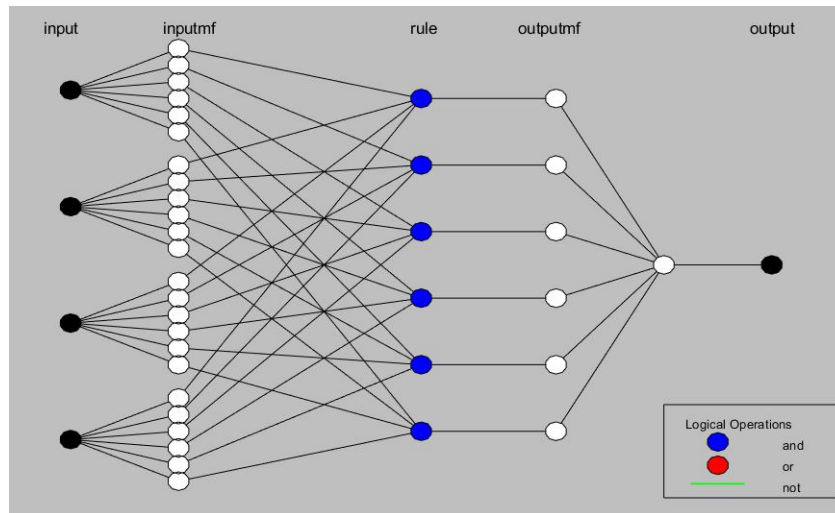 input inputmf rule outputmf output
Logical Operations
and
or
not